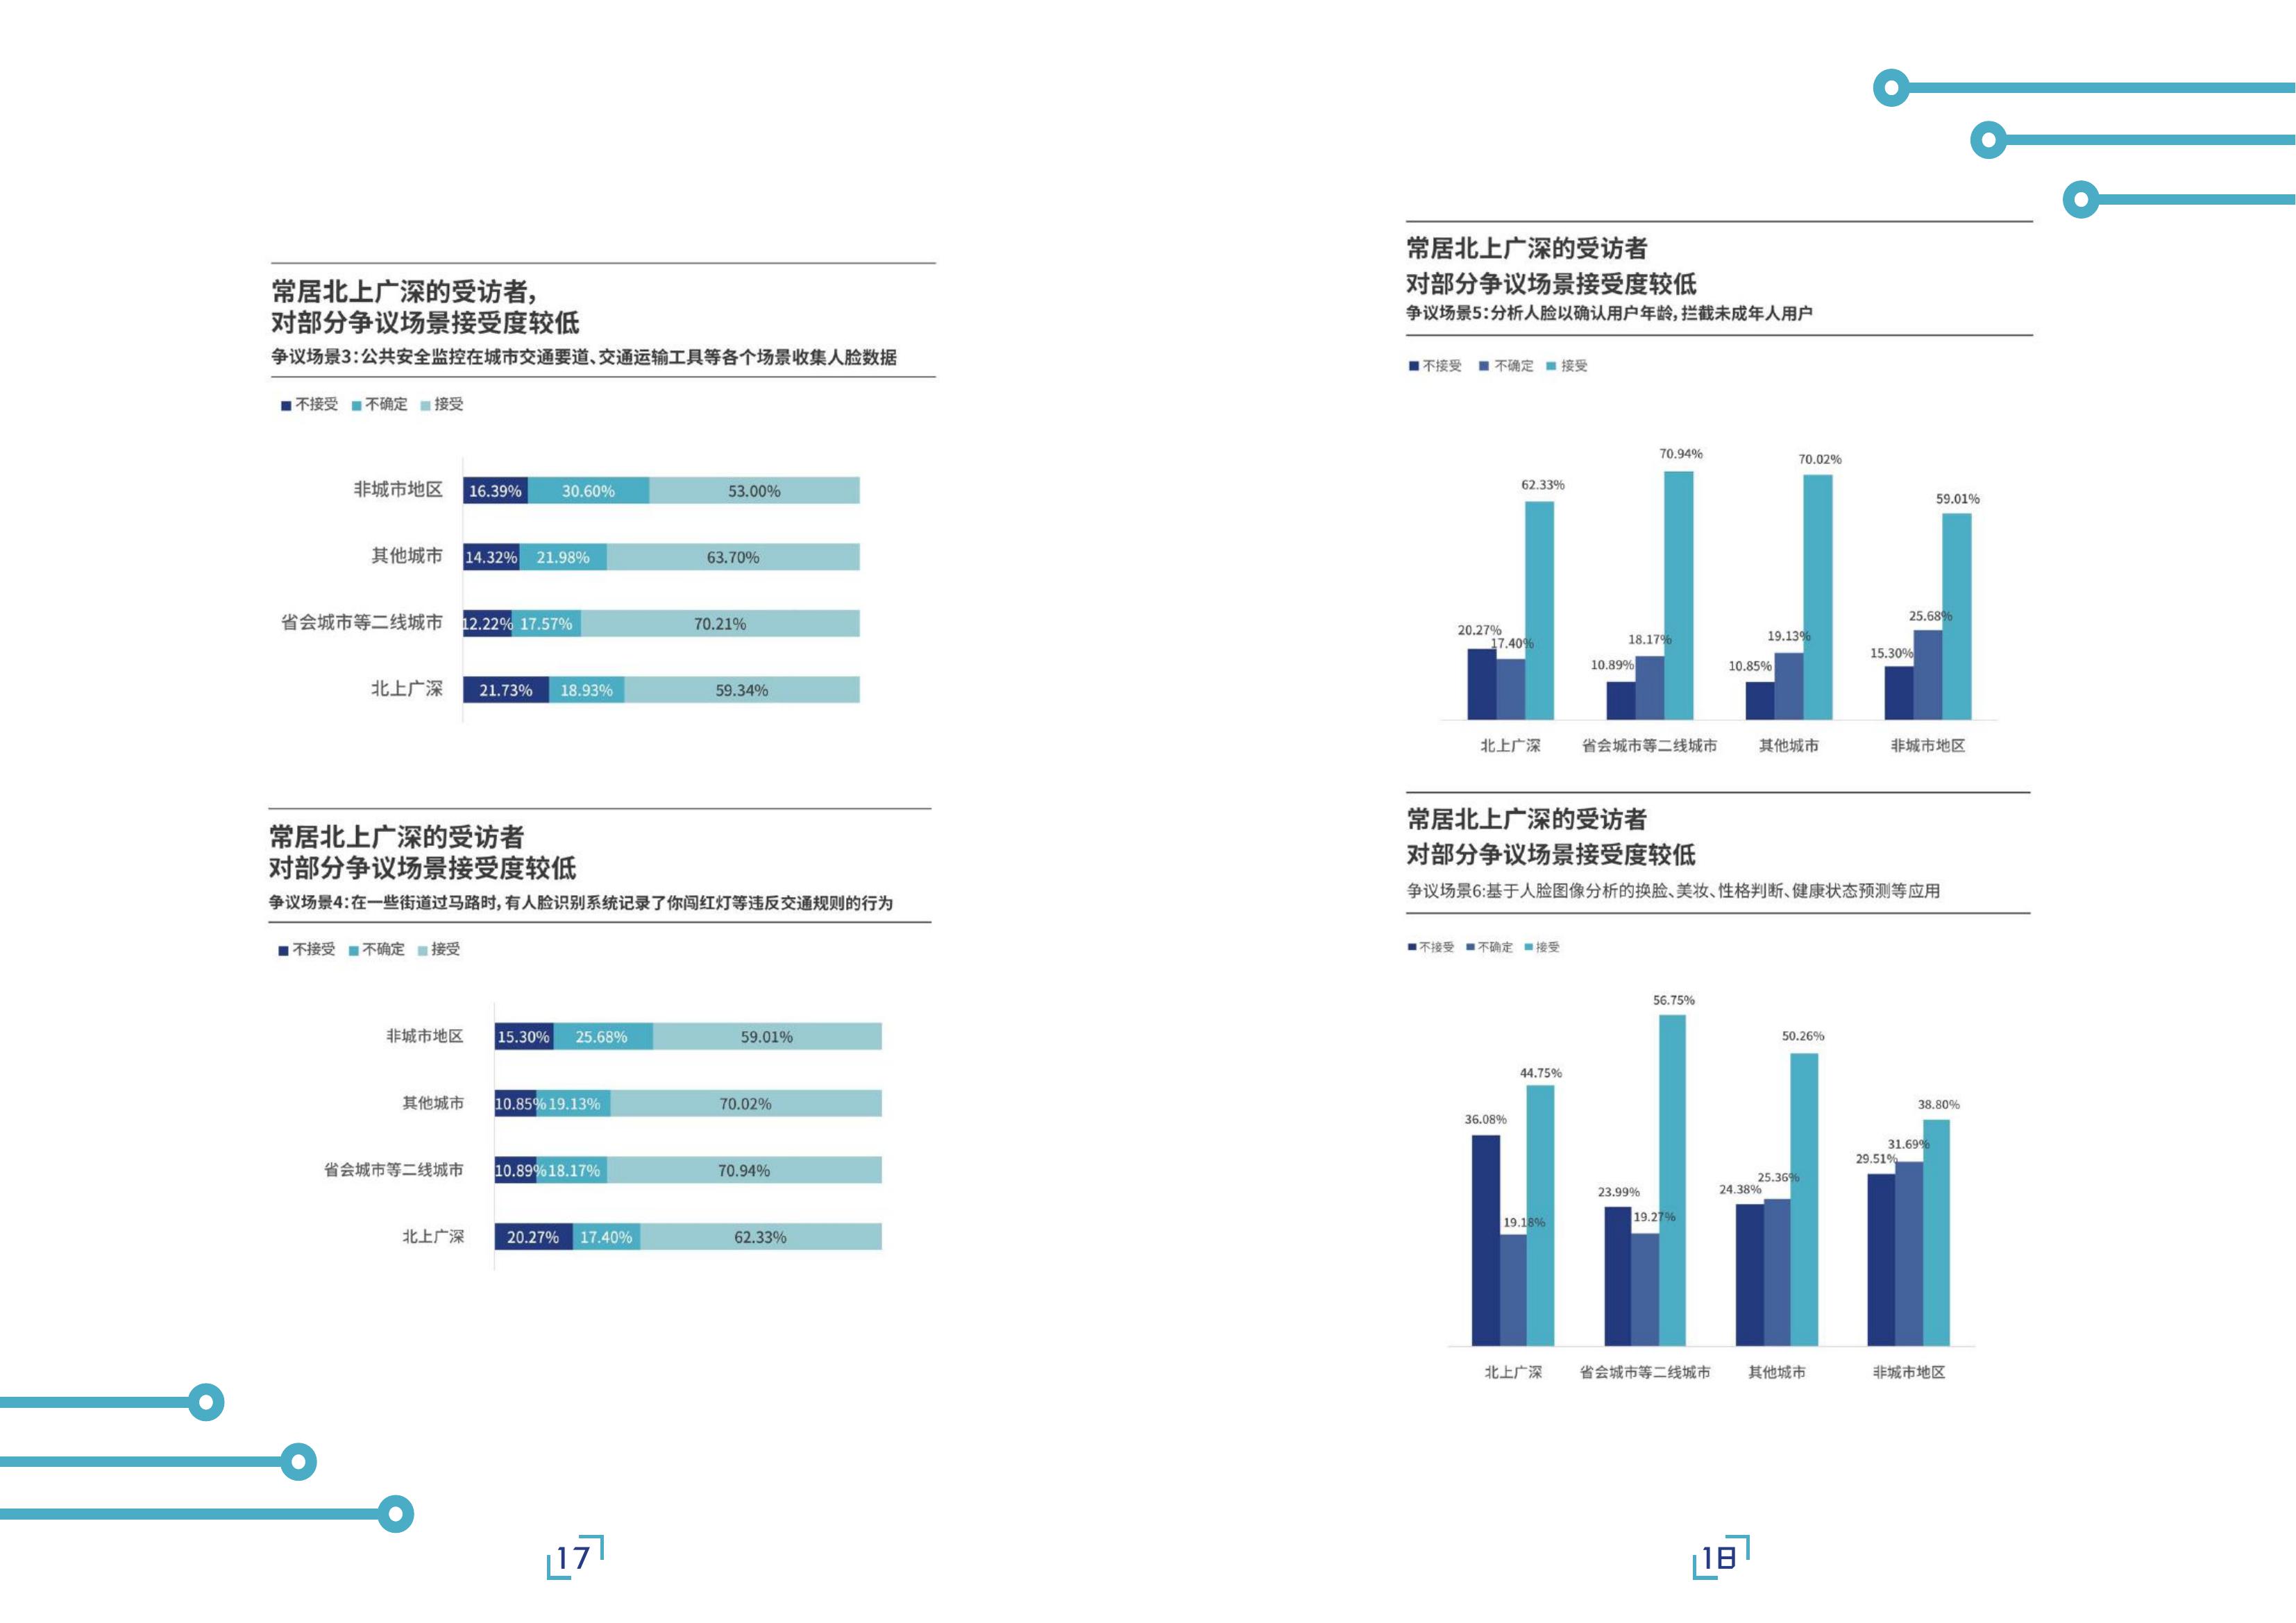 常居北上广深的受访者，
对部分争议场景接受度较低
争议场景3：公共安全监控在城市交通要道、交通运输工具等各个场景收集人脸数据
不接受 不确定 接受
非城市地区 16.39% 30.60% 53.00%
其他城市 14.32% 21.98% 63.70%
省会城市等二线城市 12.22% 17.57% 70.21%
北上广深 21.73% 18.93% 59.34%
常居北上广深的受访者
对部分争议场景接受度较低
争议场景4：在一些街道过马路时，有人脸识别系统记录了你闯红灯等违反交通规则的行为
不接受 不确定 接受
非城市地区 15.30% 25.68% 59.01%
其他城市 10.85% 19.13% 70.02%
省会城市等二线城市 10.89% 18.17% 70.94%
北上广深 20.27% 17.40% 62.33%
17
常居北上广深的受访者
对部分争议场景接受度较低
争议场景5：分析人脸以确认用户年龄，拦截未成年人用户
不接受 不确定 接受
20.27% 17.40% 62.33%
10.89% 18.17% 70.94%
10.85% 19.13% 70.02%
15.30% 25.68% 59.01%
北上广深 省会城市等二线城市 其他城市 非城市地区
常居北上广深的受访者
对部分争议场景接受度较低
争议场景6:基于人脸图像分析的换脸、美妆、性格判断、健康状态预测等应用
不接受 不确定 接受
36.08% 19.18% 44.75%
23.99% 19.27% 56.75%
24.38% 25.36% 50.26%
29.51% 31.69% 38.80%
北上广深 省会城市等二线城市 其他城市 非城市地区
18